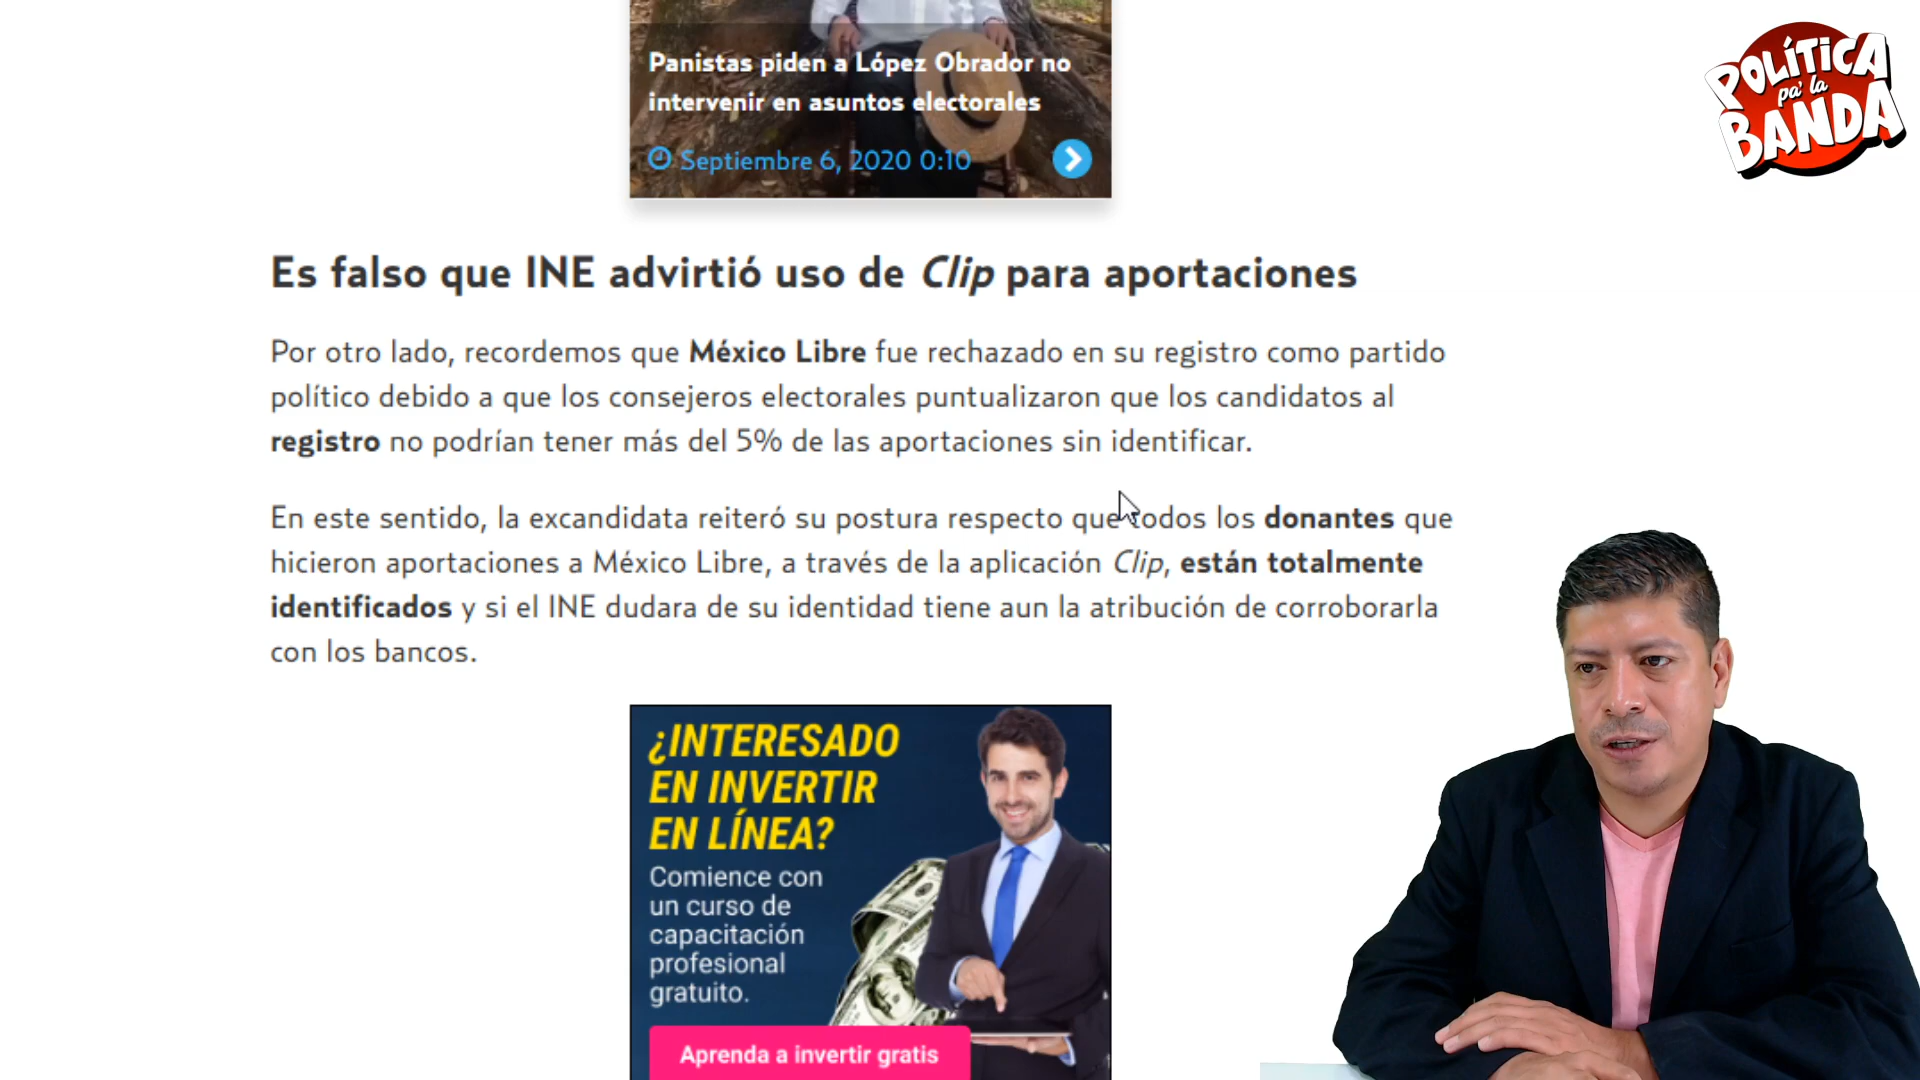 Panistas piden a López Obrador no
intervenir en asuntos electorales
Septiembre 6, 2020 0:10
POLÍTICA
pa' la
BANDA
Es falso que INE advirtió uso de Clip para aportaciones
Por otro lado, recordemos que México Libre fue rechazado en su registro como partido
político debido a que los consejeros electorales puntualizaron que los candidatos al
registro no podrían tener más del 5% de las aportaciones sin identificar.
En este sentido, la excandidata reiteró su postura respecto que todos los donantes que
hicieron aportaciones a México Libre, a través de la aplicación Clip, están totalmente
identificados y si el INE dudara de su identidad tiene aun la atribución de corroborarla
con los bancos.
¿INTERESADO
EN INVERTIR
EN LÍNEA?
Comience con
un curso de
capacitación
profesional
gratuito.
Aprenda a invertir gratis